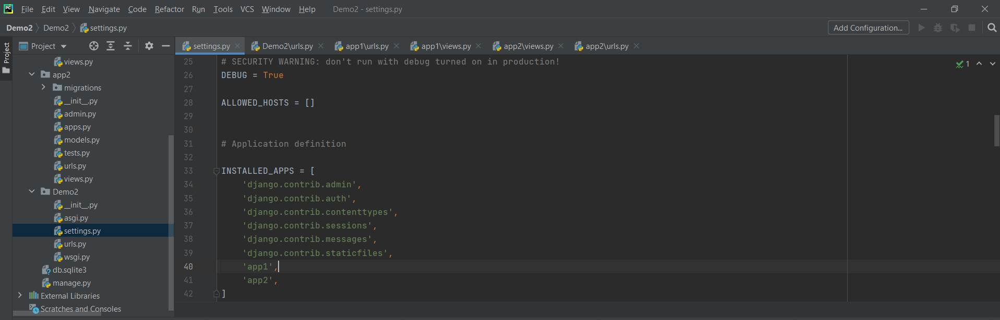 PC File Edit View Navigate Code Refactor Run Tools VCS Window Help Demo2 - settings.py
Demo2 Demo2 settings.py Add Configuration...
Project
Project settings.py Demo2\urls.py app1\urls.py app1\views.py app2\views.py app2\urls.py
views.py
app2
migrations
__init__.py
admin.py
apps.py
models.py
tests.py
urls.py
views.py
Demo2
__init__.py
asgi.py
settings.py
urls.py
wsgi.py
db.sqlite3
manage.py
External Libraries
Scratches and Consoles
25 # SECURITY WARNING: don't run with debug turned on in production!
26 DEBUG = True
27
28 ALLOWED_HOSTS = []
29
30
31 # Application definition
32
33 INSTALLED_APPS = [
34 'django.contrib.admin',
35 'django.contrib.auth',
36 'django.contrib.contenttypes',
37 'django.contrib.sessions',
38 'django.contrib.messages',
39 'django.contrib.staticfiles',
40 'app1',
41 'app2',
42 ]
1